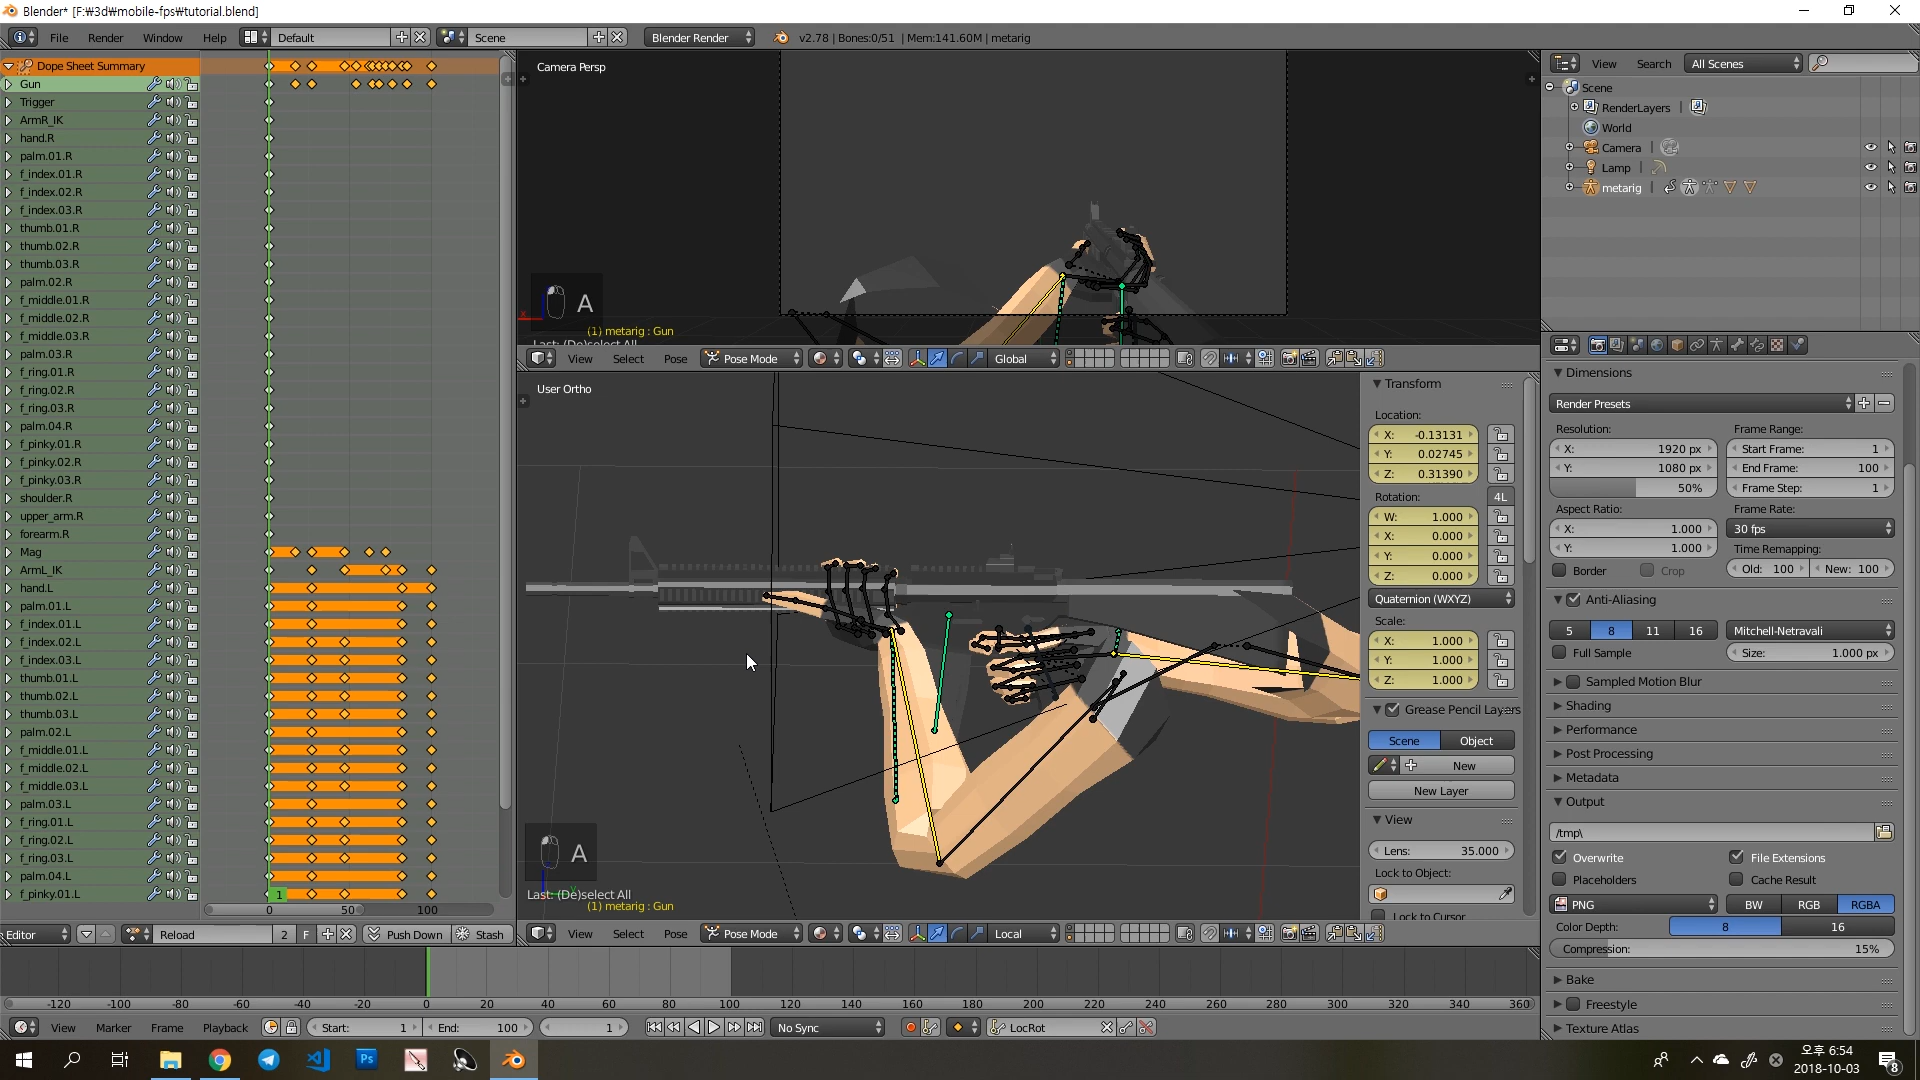 Blender* [F:₩3d₩mobile-fps₩tutorial.blend]
File Render Window Help Default Scene Blender Render v2.78 | Bones:0/51 | Mem:141.60M | metarig
Dope Sheet Summary
Gun
Trigger
ArmR_IK
hand.R
palm.01.R
f_index.01.R
f_index.02.R
f_index.03.R
thumb.01.R
thumb.02.R
thumb.03.R
palm.02.R
f_middle.01.R
f_middle.02.R
f_middle.03.R
palm.03.R
f_ring.01.R
f_ring.02.R
f_ring.03.R
palm.04.R
f_pinky.01.R
f_pinky.02.R
f_pinky.03.R
shoulder.R
upper_arm.R
forearm.R
Mag
ArmL_IK
hand.L
palm.01.L
f_index.01.L
f_index.02.L
f_index.03.L
thumb.01.L
thumb.02.L
thumb.03.L
palm.02.L
f_middle.01.L
f_middle.02.L
f_middle.03.L
palm.03.L
f_ring.01.L
f_ring.02.L
f_ring.03.L
palm.04.L
f_pinky.01.L
1
0 50 100
Editor Reload 2 F Push Down Stash
Camera Persp
A
(1) metarig : Gun
Last: (De)select All
View Select Pose Pose Mode Global
User Ortho
A
Last: (De)select All
(1) metarig : Gun
View Select Pose Pose Mode Local
Transform
Location:
X: -0.13131
Y: 0.02745
Z: 0.31390
Rotation: 4L
W: 1.000
X: 0.000
Y: 0.000
Z: 0.000
Quaternion (WXYZ)
Scale:
X: 1.000
Y: 1.000
Z: 1.000
Grease Pencil Layers
Scene Object
New
New Layer
View
Lens: 35.000
Lock to Object:
Lock to Cursor
View Search All Scenes
Scene
RenderLayers |
World
Camera |
Lamp |
metarig |
Dimensions
Render Presets
Resolution: Frame Range:
X: 1920 px Start Frame: 1
Y: 1080 px End Frame: 100
50% Frame Step: 1
Aspect Ratio: Frame Rate:
X: 1.000 30 fps
Y: 1.000 Time Remapping:
Border Crop Old: 100 New: 100
Anti-Aliasing
5 8 11 16 Mitchell-Netravali
Full Sample Size: 1.000 px
Sampled Motion Blur
Shading
Performance
Post Processing
Metadata
Output
/tmp\
Overwrite File Extensions
Placeholders Cache Result
PNG BW RGB RGBA
Color Depth: 8 16
Compression: 15%
Bake
Freestyle
Texture Atlas
-120 -100 -80 -60 -40 -20 0 20 40 60 80 100 120 140 160 180 200 220 240 260 280 300 320 340 360
View Marker Frame Playback Start: 1 End: 100 1 No Sync LocRot
Ps
오후 6:54
2018-10-03
8